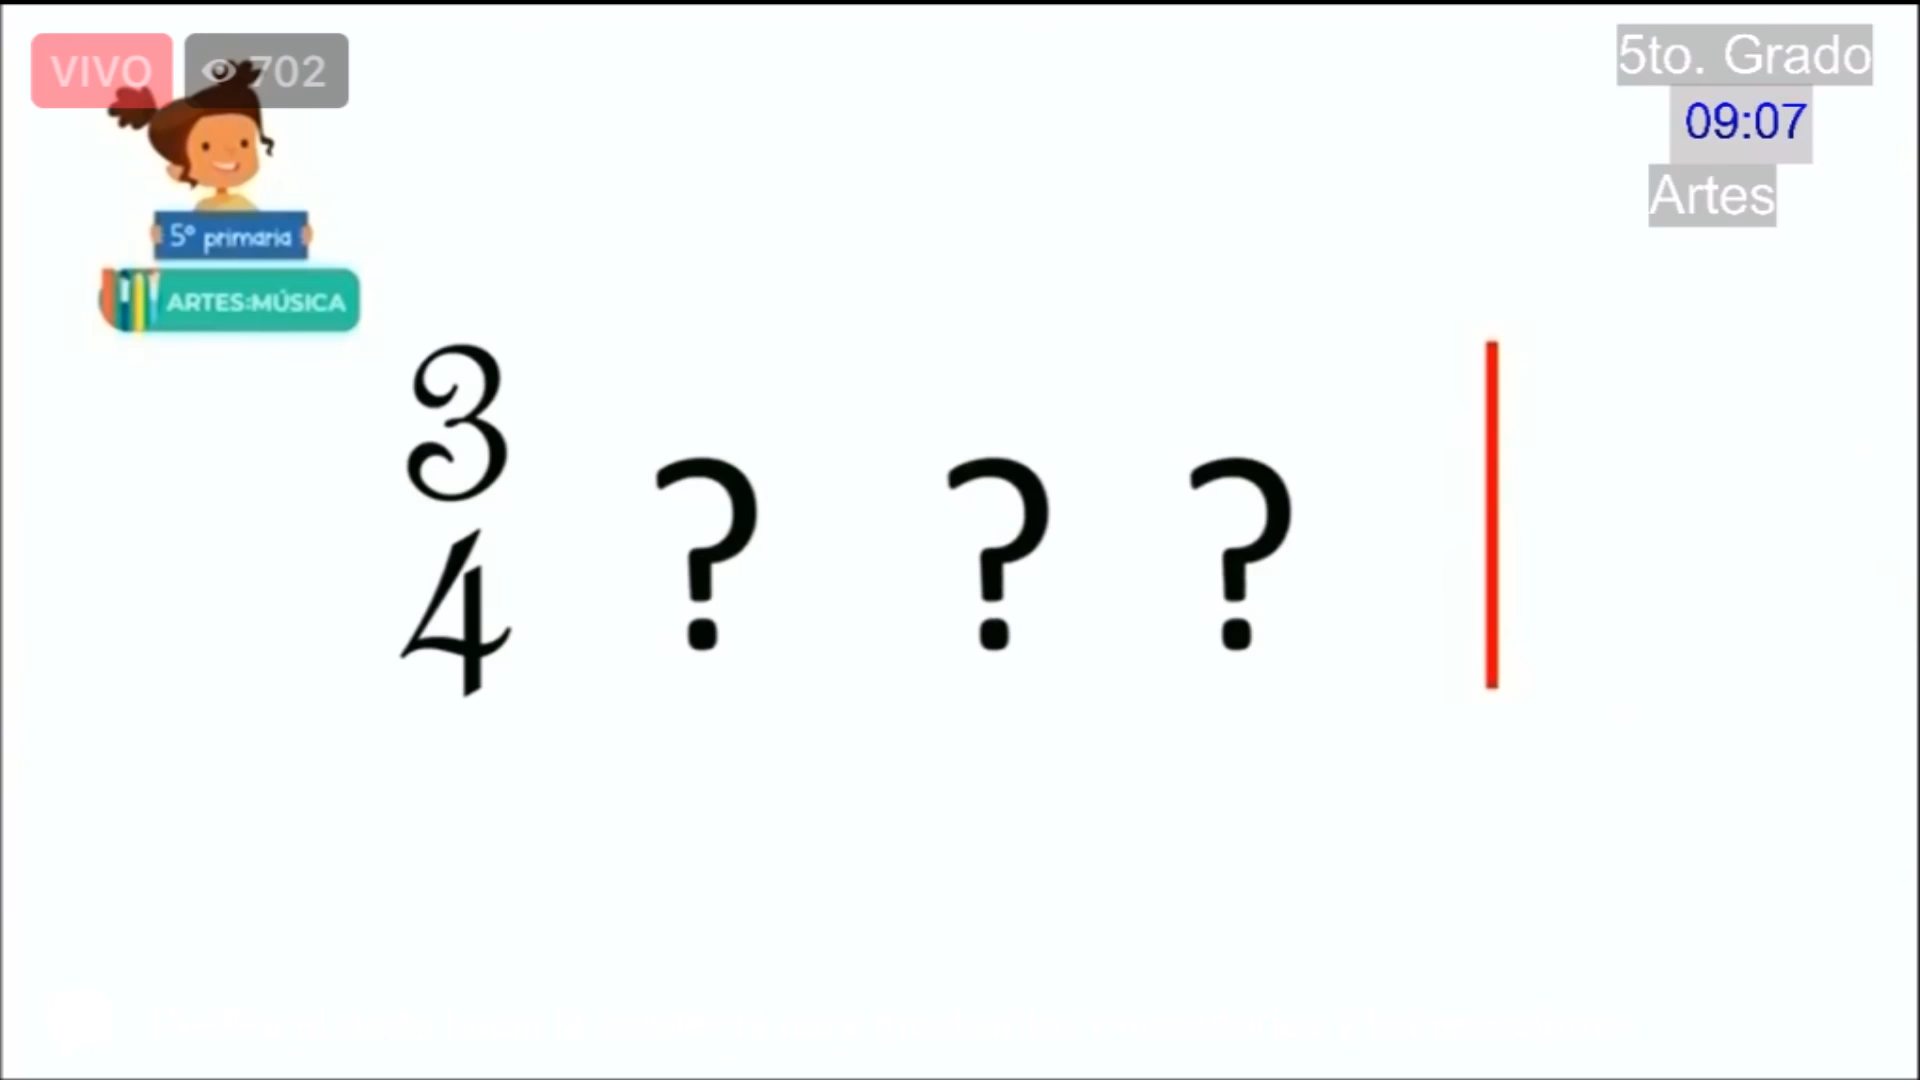 VIVO 702
5to. Grado
09:07
Artes
5° primaria
ARTES:MÚSICA
3
4 ? ? ?